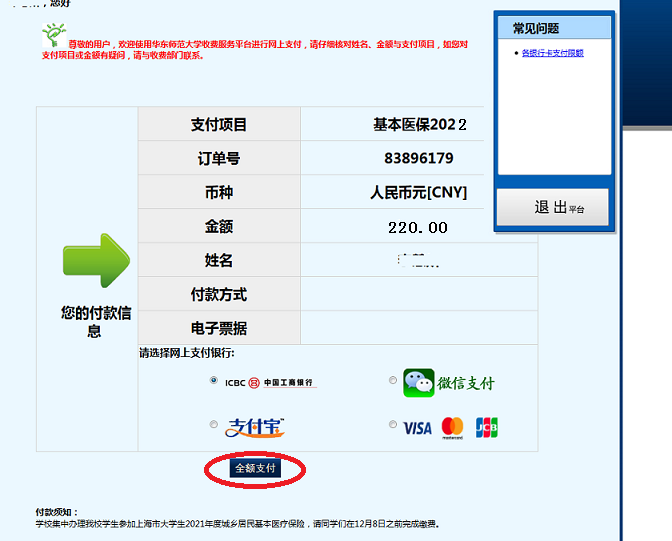 您好
尊敬的用户，欢迎使用华东师范大学收费服务平台进行网上支付，请仔细核对姓名、金额与支付项目，如您对
支付项目或金额有疑问，请与收费部门联系。
常见问题
各银行卡支付限额
退 出平台
支付项目 基本医保2022
订单号 83896179
币种 人民币元[CNY]
金额 220.00
姓名
付款方式
电子票据
您的付款信
息
请选择网上支付银行:
ICBC 中国工商银行
微信支付
支付宝
VISA mastercard JCB
全额支付
付款须知：
学校集中办理我校学生参加上海市大学生2021年度城乡居民基本医疗保险，请同学们在12月8日之前完成缴费。